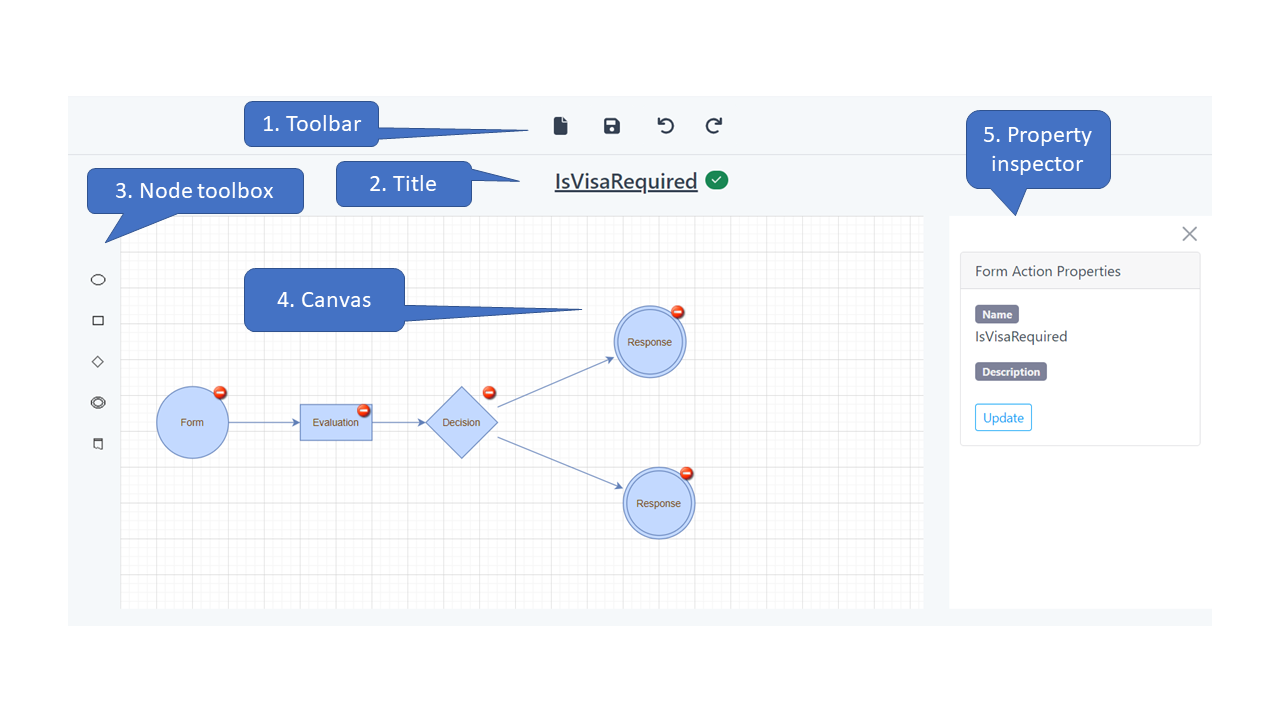 1. Toolbar
5. Property
inspector
2. Title
IsVisaRequired
3. Node toolbox
4. Canvas
Form Action Properties
Name
IsVisaRequired
Description
Update
Response
Form
Evaluation
Decision
Response